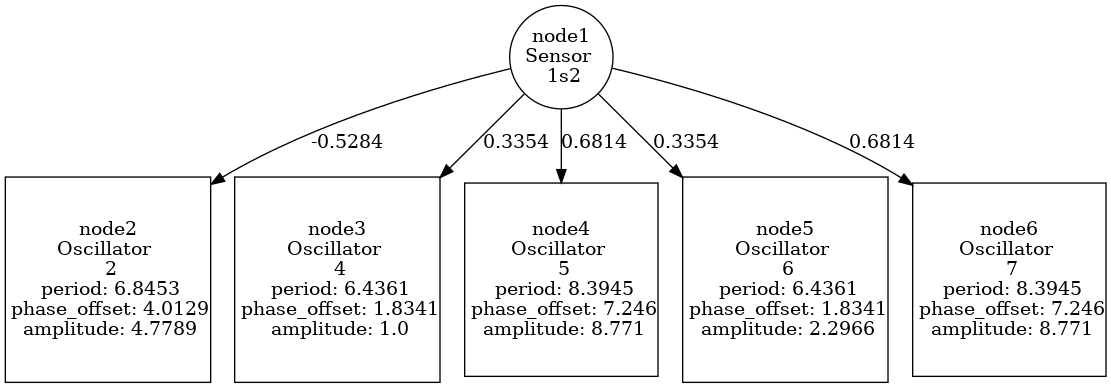 node1
Sensor
1s2
-0.5284
0.3354
0.6814
0.3354
0.6814
node2
Oscillator
2
period: 6.8453
phase_offset: 4.0129
amplitude: 4.7789
node3
Oscillator
4
period: 6.4361
phase_offset: 1.8341
amplitude: 1.0
node4
Oscillator
5
period: 8.3945
phase_offset: 7.246
amplitude: 8.771
node5
Oscillator
6
period: 6.4361
phase_offset: 1.8341
amplitude: 2.2966
node6
Oscillator
7
period: 8.3945
phase_offset: 7.246
amplitude: 8.771